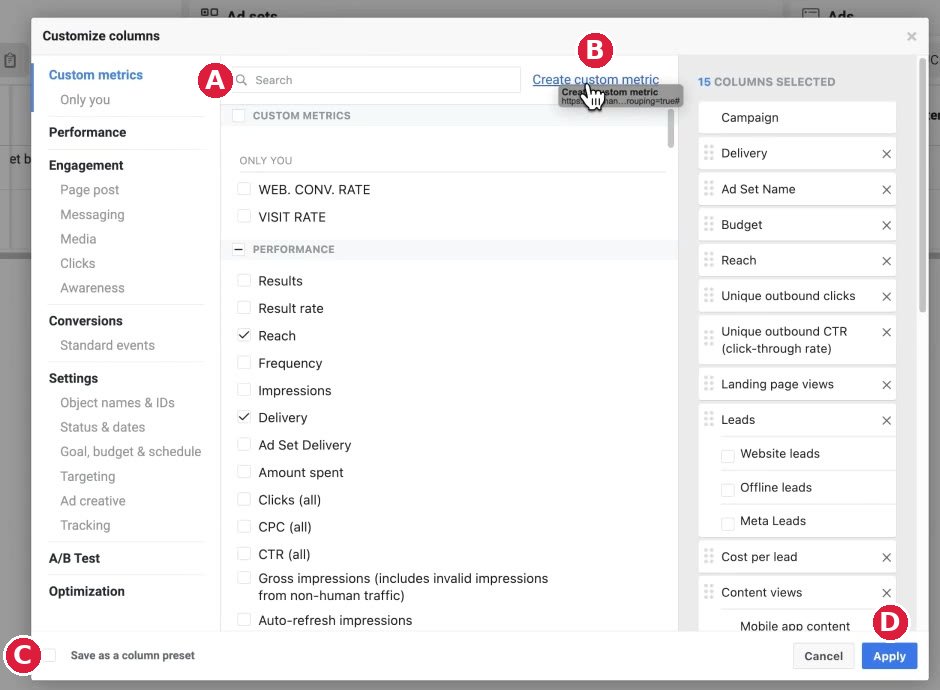 Ad sets
Ads
Customize columns
B
Custom metrics
Only you
Performance
Engagement
Page post
Messaging
Media
Clicks
Awareness
Conversions
Standard events
Settings
Object names & IDs
Status & dates
Goal, budget & schedule
Targeting
Ad creative
Tracking
A/B Test
Optimization
A
Search
Create custom metric
CUSTOM METRICS
ONLY YOU
WEB. CONV. RATE
VISIT RATE
PERFORMANCE
Results
Result rate
Reach
Frequency
Impressions
Delivery
Ad Set Delivery
Amount spent
Clicks (all)
CPC (all)
CTR (all)
Gross impressions (includes invalid impressions
from non-human traffic)
Auto-refresh impressions
15 COLUMNS SELECTED
Campaign
Delivery
Ad Set Name
Budget
Reach
Unique outbound clicks
Unique outbound CTR
(click-through rate)
Landing page views
Leads
Website leads
Offline leads
Meta Leads
Cost per lead
Content views
Mobile app content
C
Save as a column preset
D
Cancel
Apply